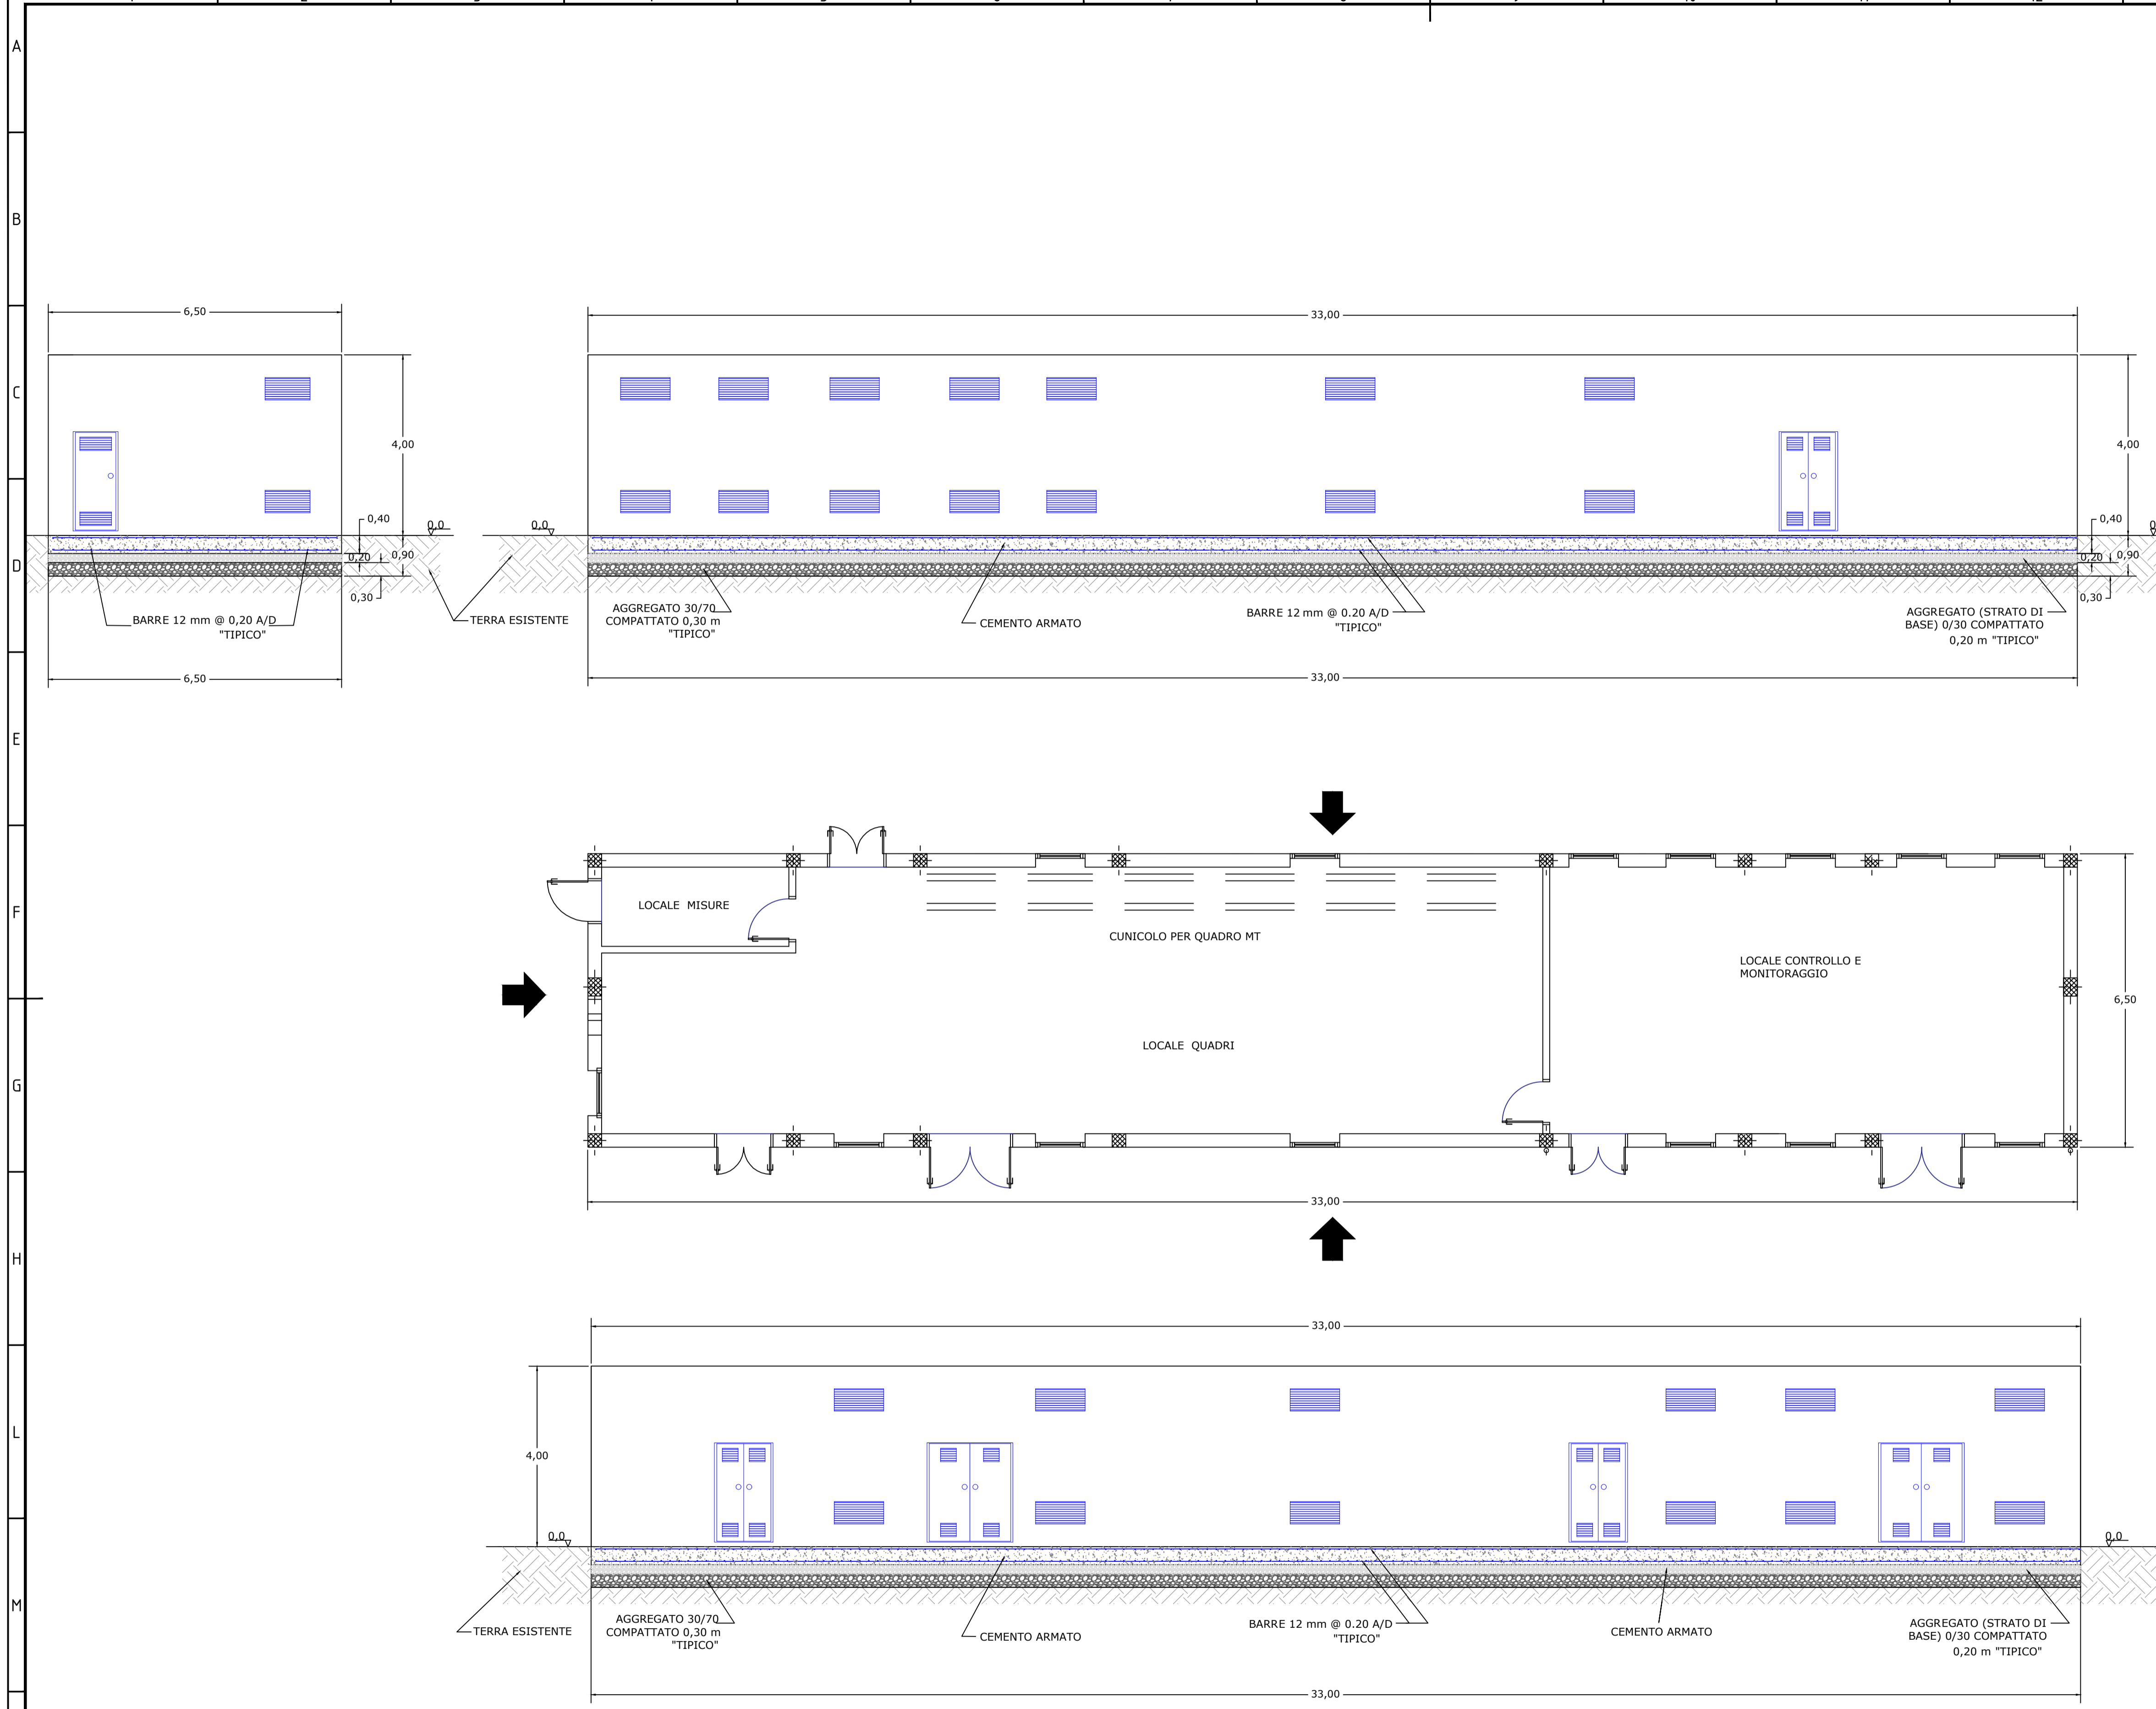 A
B
C
D
E
F
G
H
L
M
6,50
33,00
4,00
0,40
0,0
0,20
0,90
0,30
BARRE 12 mm @ 0,20 A/D
"TIPICO"
6,50
TERRA ESISTENTE
0,0
AGGREGATO 30/70
COMPATTATO 0,30 m
"TIPICO"
CEMENTO ARMATO
BARRE 12 mm @ 0.20 A/D
"TIPICO"
AGGREGATO (STRATO DI
BASE) 0/30 COMPATTATO
0,20 m "TIPICO"
4,00
0,40
0,20
0,90
0,30
33,00
LOCALE MISURE
CUNICOLO PER QUADRO MT
LOCALE CONTROLLO E
MONITORAGGIO
LOCALE QUADRI
6,50
33,00
33,00
4,00
0,0
0,0
TERRA ESISTENTE
AGGREGATO 30/70
COMPATTATO 0,30 m
"TIPICO"
CEMENTO ARMATO
BARRE 12 mm @ 0.20 A/D
"TIPICO"
CEMENTO ARMATO
AGGREGATO (STRATO DI
BASE) 0/30 COMPATTATO
0,20 m "TIPICO"
33,00